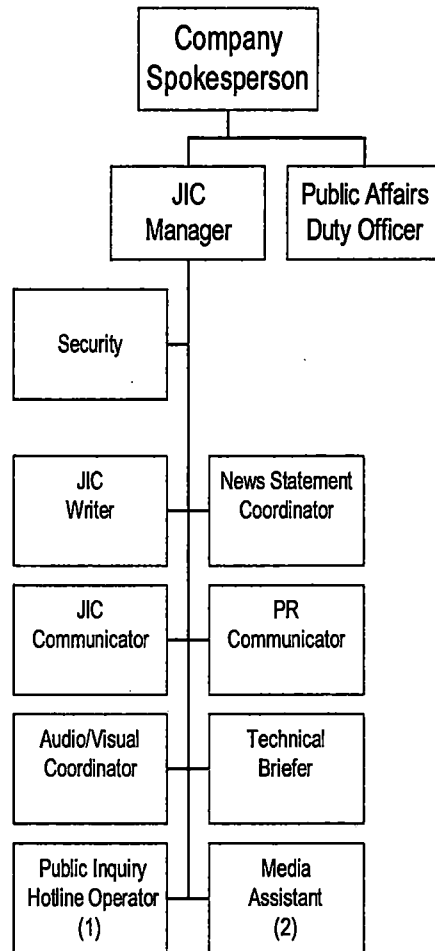 Company
Spokesperson
JIC
Manager
Public Affairs
Duty Officer
Security
JIC
Writer
News Statement
Coordinator
JIC
Communicator
PR
Communicator
Audio/Visual
Coordinator
Technical
Briefer
Public Inquiry
Hotline Operator
(1)
Media
Assistant
(2)